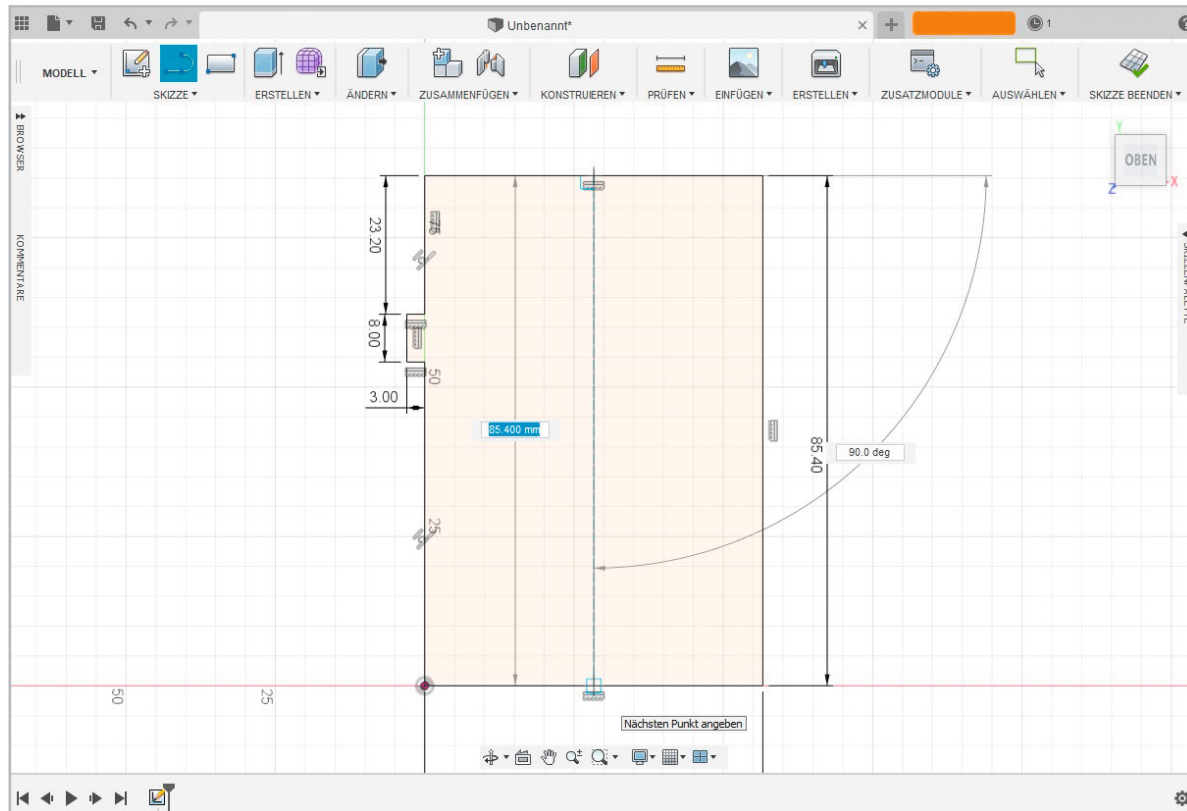 Unbenannt*
1
MODELL
SKIZZE
ERSTELLEN
ÄNDERN
ZUSAMMENFÜGEN
KONSTRUIEREN
PRÜFEN
EINFÜGEN
ERSTELLEN
ZUSATZMODULE
AUSWÄHLEN
SKIZZE BEENDEN
BROWSER
KOMMENTARE
Y
OBEN
Z
X
23.20
8.00
50
3.00
85.400 mm
85.40
90.0 deg
25
50
25
Nächsten Punkt angeben